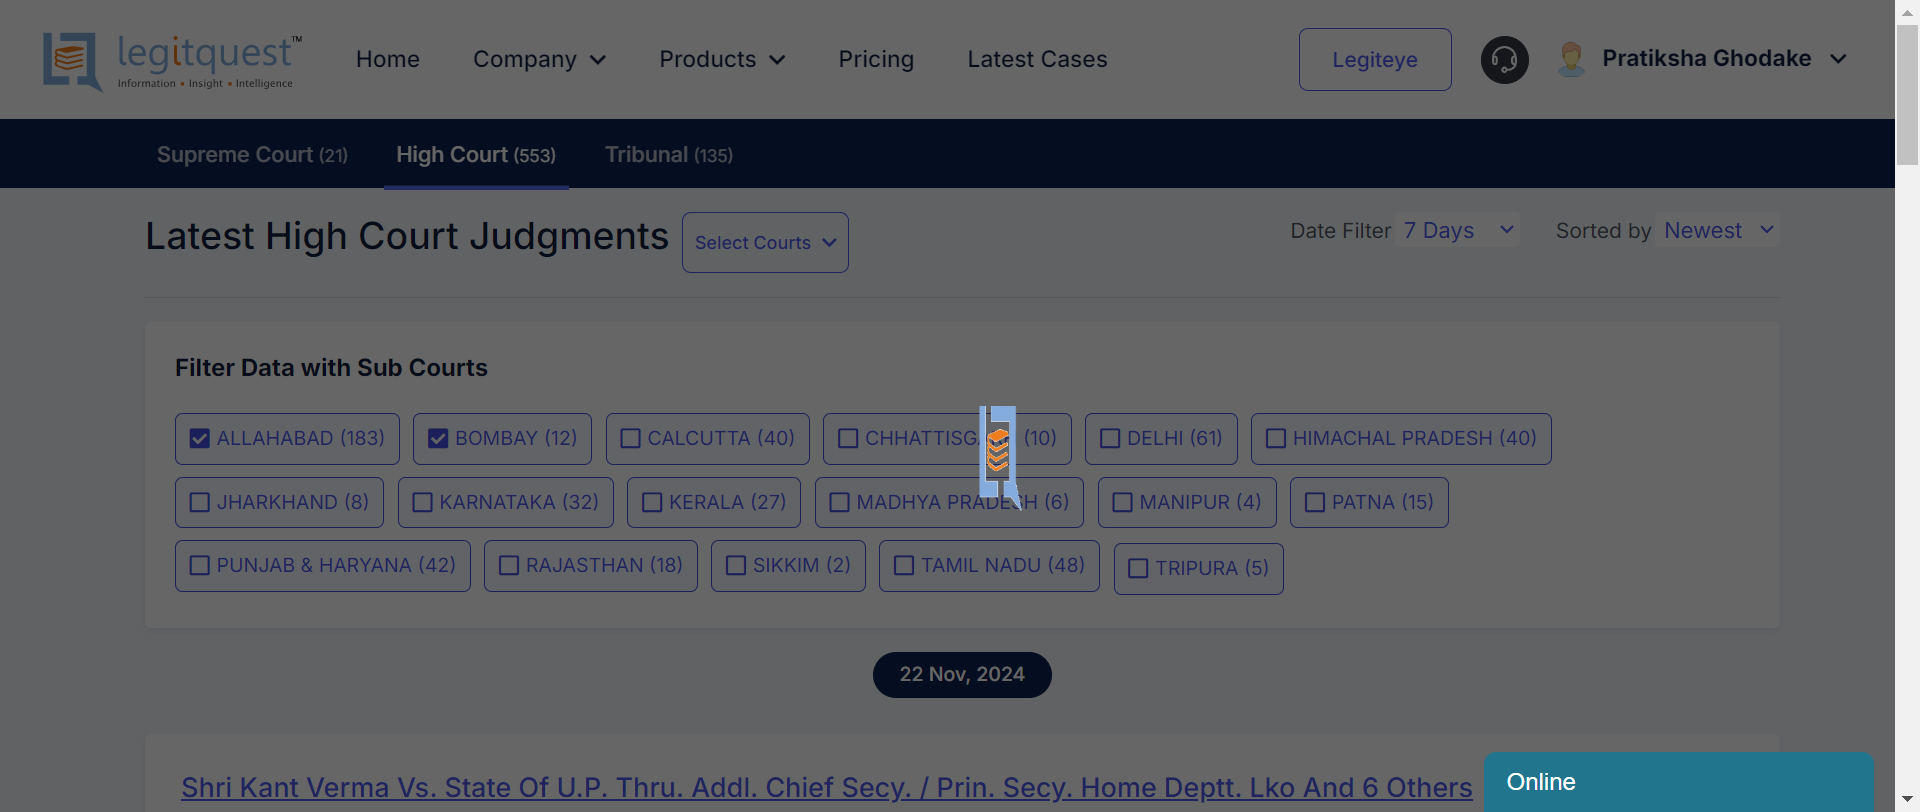 legitquest™
Information • Insight • Intelligence
Home Company Products Pricing Latest Cases
Legiteye
Pratiksha Ghodake
Supreme Court (21) High Court (553) Tribunal (135)
Latest High Court Judgments
Select Courts
Date Filter 7 Days Sorted by Newest
Filter Data with Sub Courts
ALLAHABAD (183) BOMBAY (12) CALCUTTA (40) (10) DELHI (61) HIMACHAL PRADESH (40)
JHARKHAND (8) KARNATAKA (32) KERALA (27) MADHYA PRADESH (6) MANIPUR (4) PATNA (15)
PUNJAB & HARYANA (42) RAJASTHAN (18) SIKKIM (2) TAMIL NADU (48) TRIPURA (5)
22 Nov, 2024
Shri Kant Verma Vs. State Of U.P. Thru. Addl. Chief Secy. / Prin. Secy. Home Deptt. Lko And 6 Others
Online